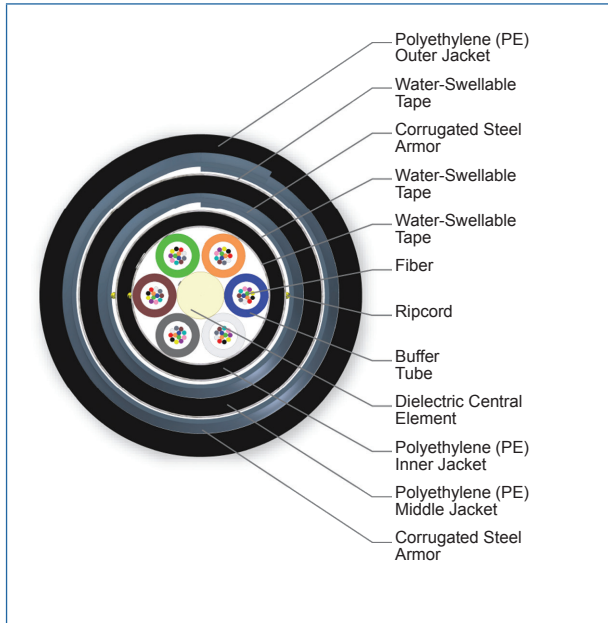 Polyethylene (PE)
Outer Jacket
Water-Swellable
Tape
Corrugated Steel
Armor
Water-Swellable
Tape
Water-Swellable
Tape
Fiber
Ripcord
Buffer
Tube
Dielectric Central
Element
Polyethylene (PE)
Inner Jacket
Polyethylene (PE)
Middle Jacket
Corrugated Steel
Armor